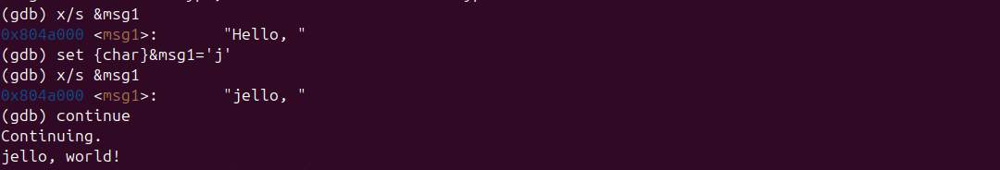 (gdb) x/s &msg1
0x804a000 <msg1>:       "Hello, "
(gdb) set {char}&msg1='j'
(gdb) x/s &msg1
0x804a000 <msg1>:       "jello, "
(gdb) continue
Continuing.
jello, world!